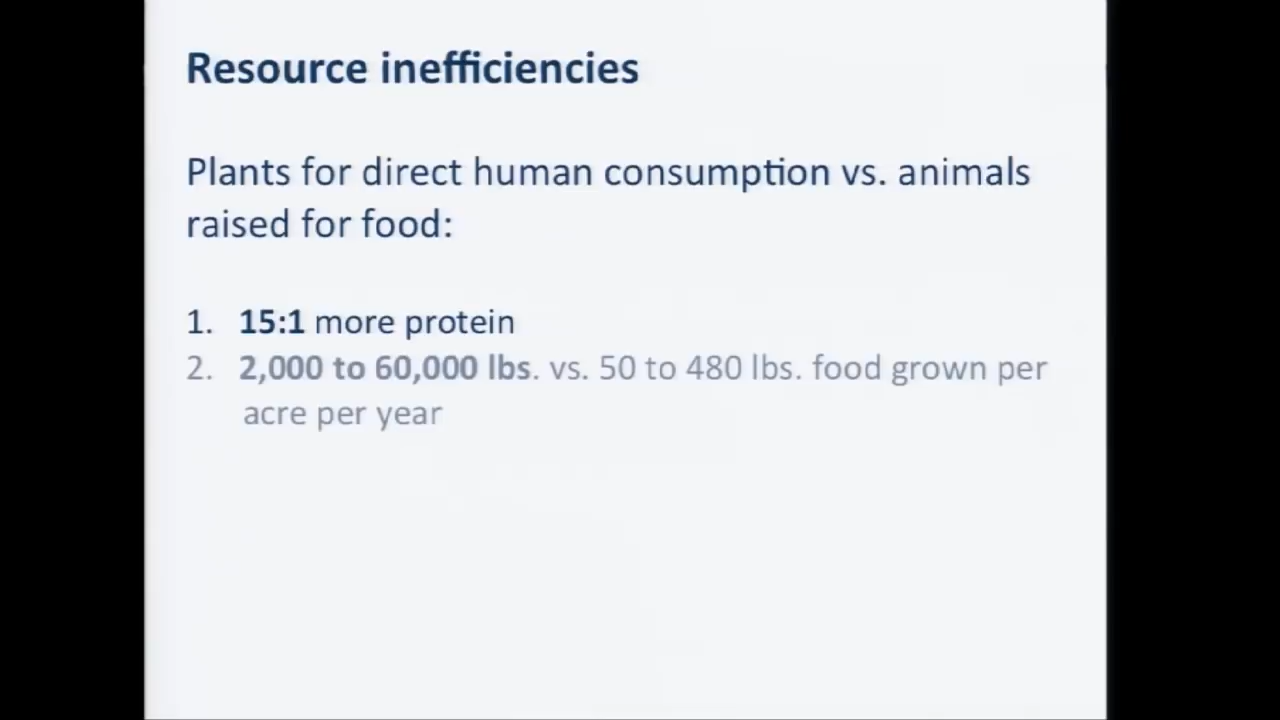 Resource inefficiencies
Plants for direct human consumption vs. animals
raised for food:
1. 15:1 more protein
2. 2,000 to 60,000 lbs. vs. 50 to 480 lbs. food grown per
acre per year